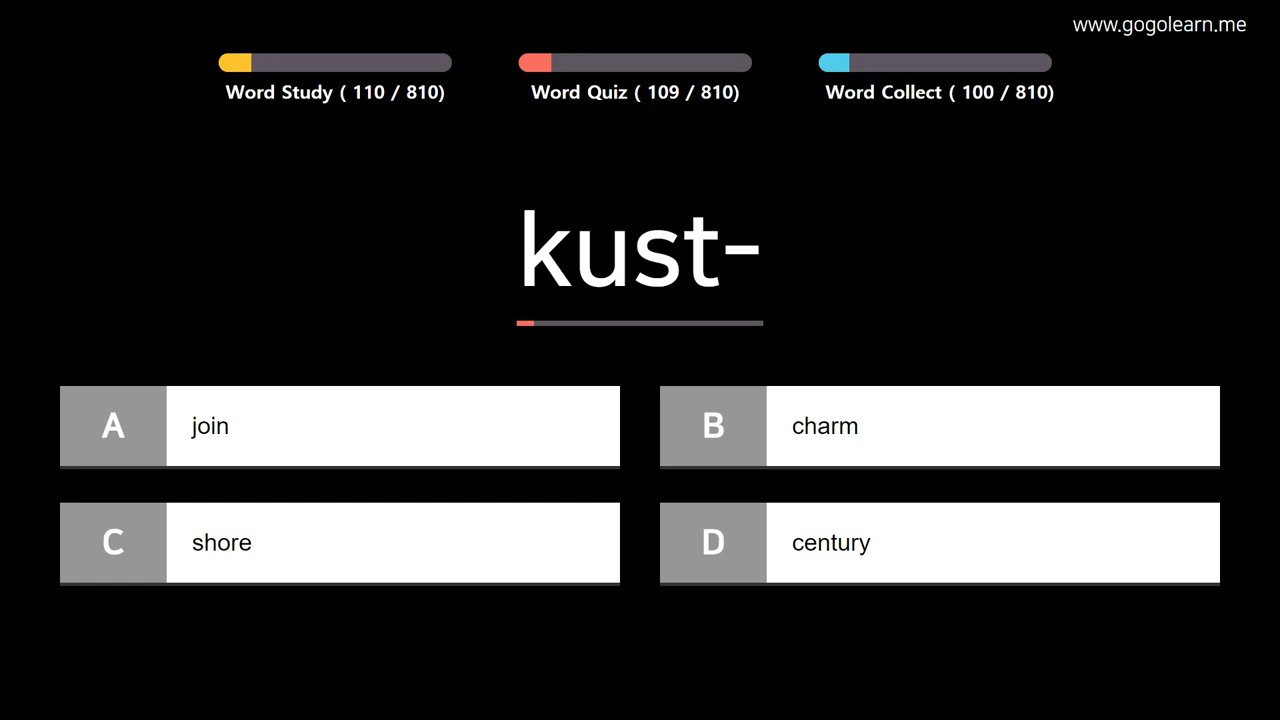 www.gogolearn.me
Word Study ( 110 / 810)
Word Quiz ( 109 / 810)
Word Collect ( 100 / 810)
kust-
A join
B charm
C shore
D century